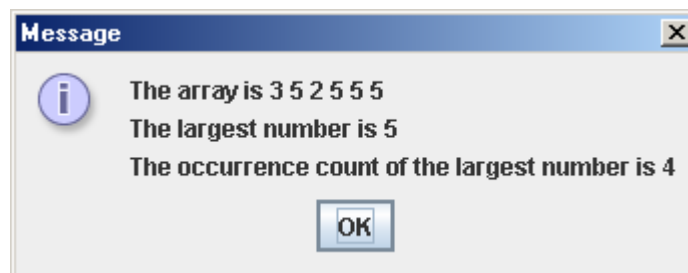 Message
The array is 3 5 2 5 5 5
The largest number is 5
The occurrence count of the largest number is 4
OK